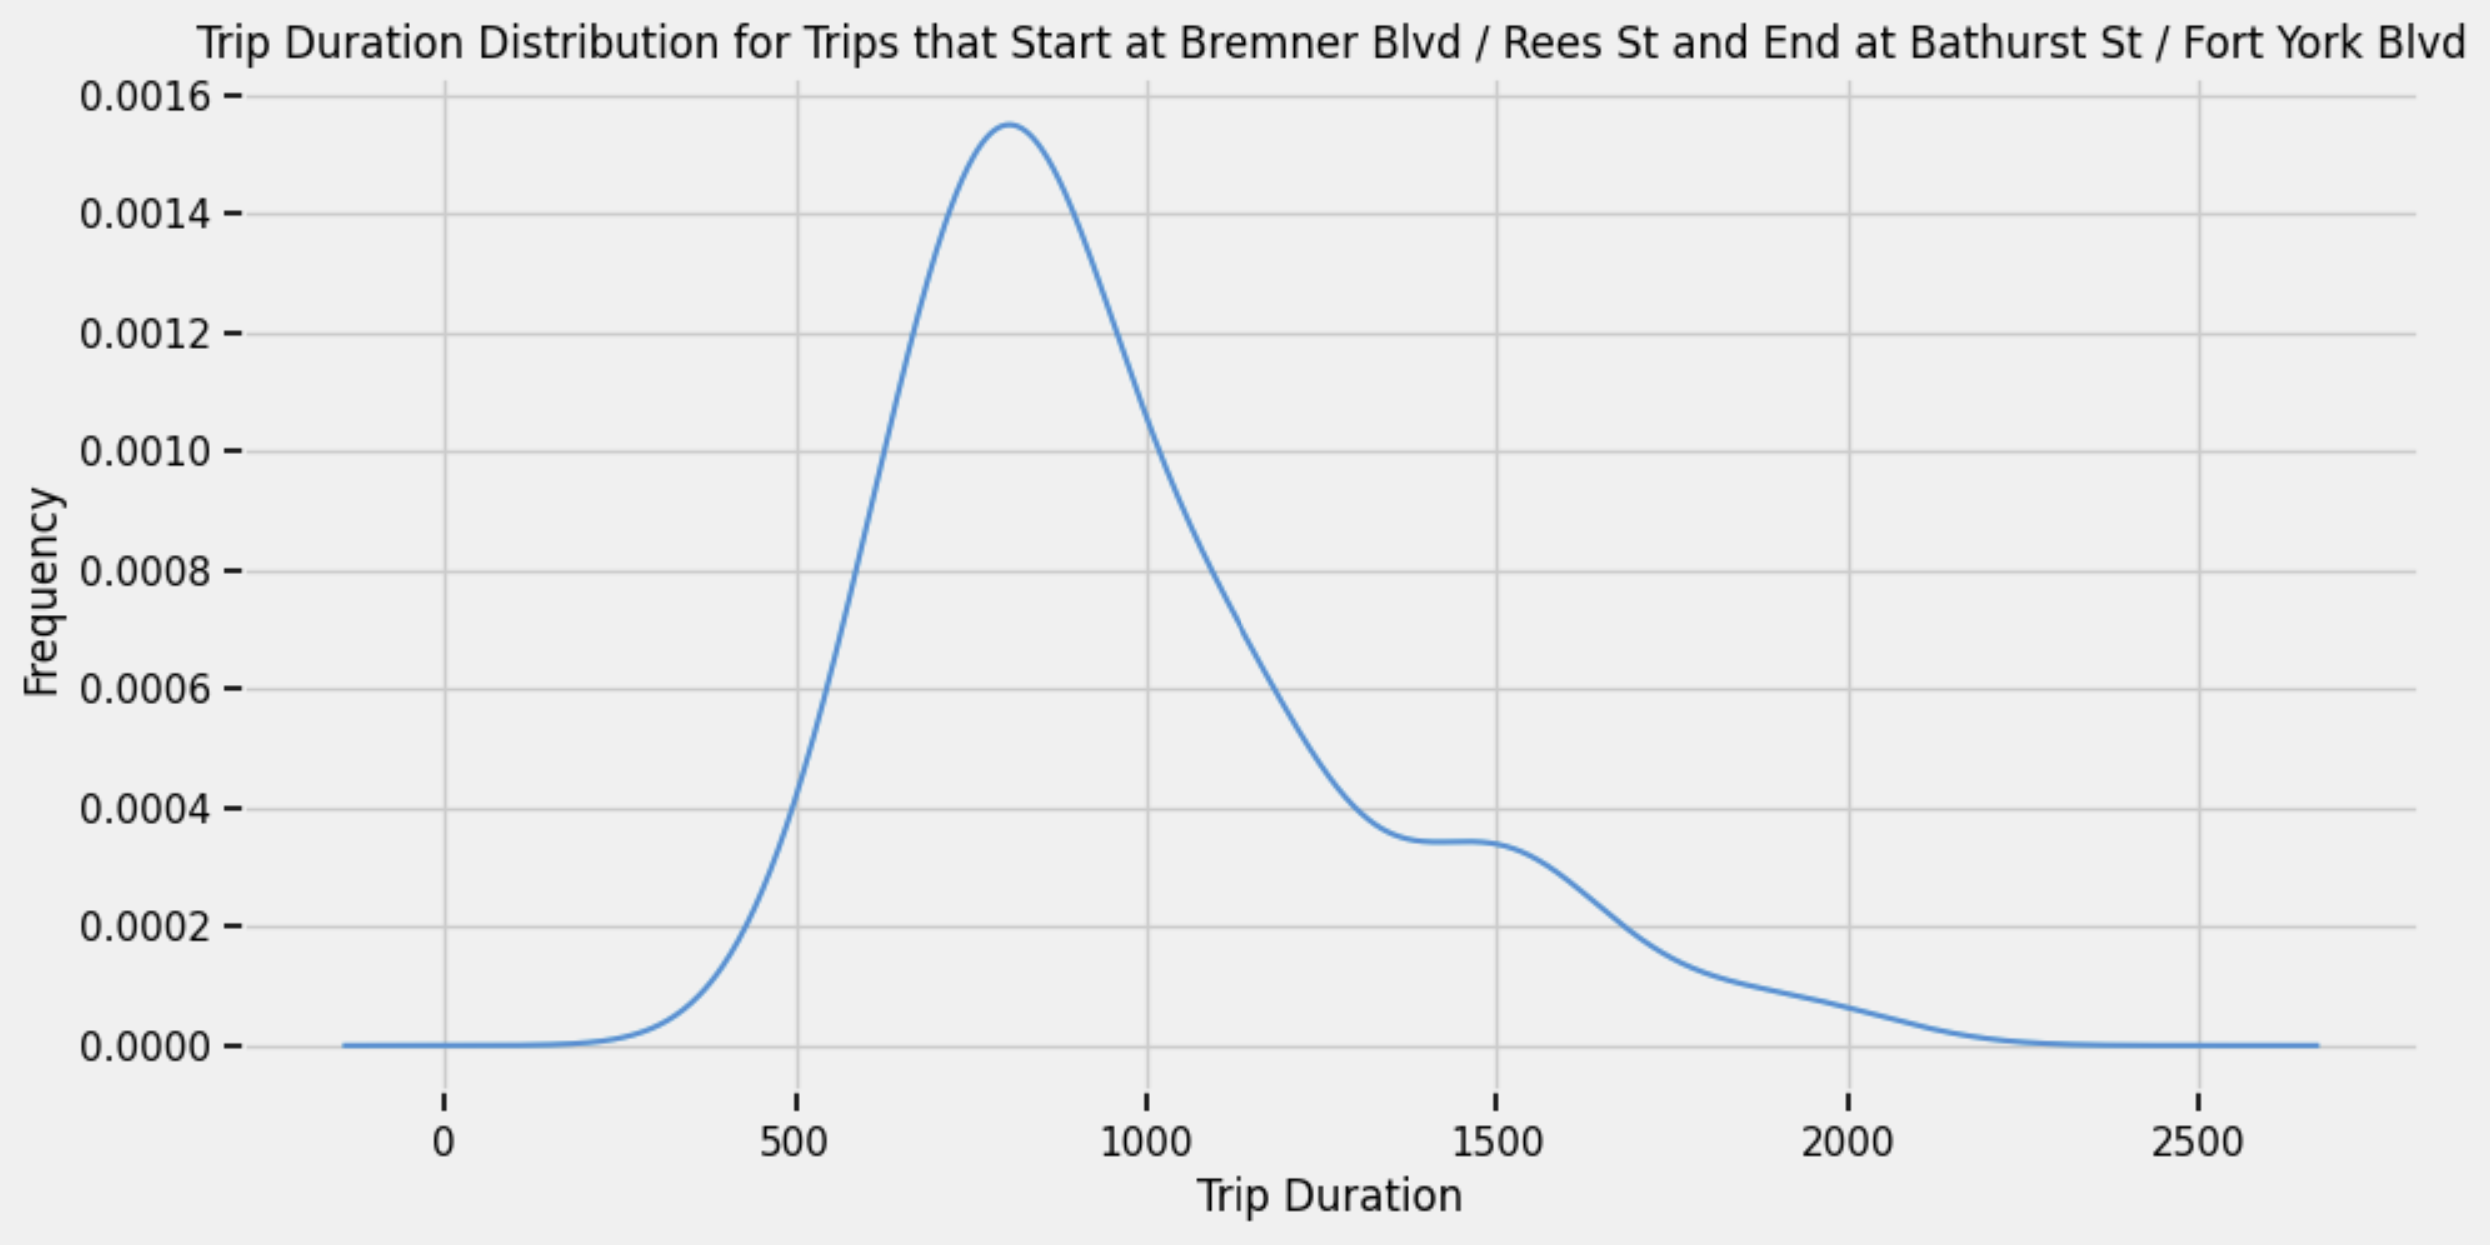 Trip Duration Distribution for Trips that Start at Bremner Blvd / Rees St and End at Bathurst St / Fort York Blvd
0.0016
0.0014
0.0012
0.0010
0.0008
0.0006
0.0004
0.0002
0.0000
Frequency
0 500 1000 1500 2000 2500
Trip Duration